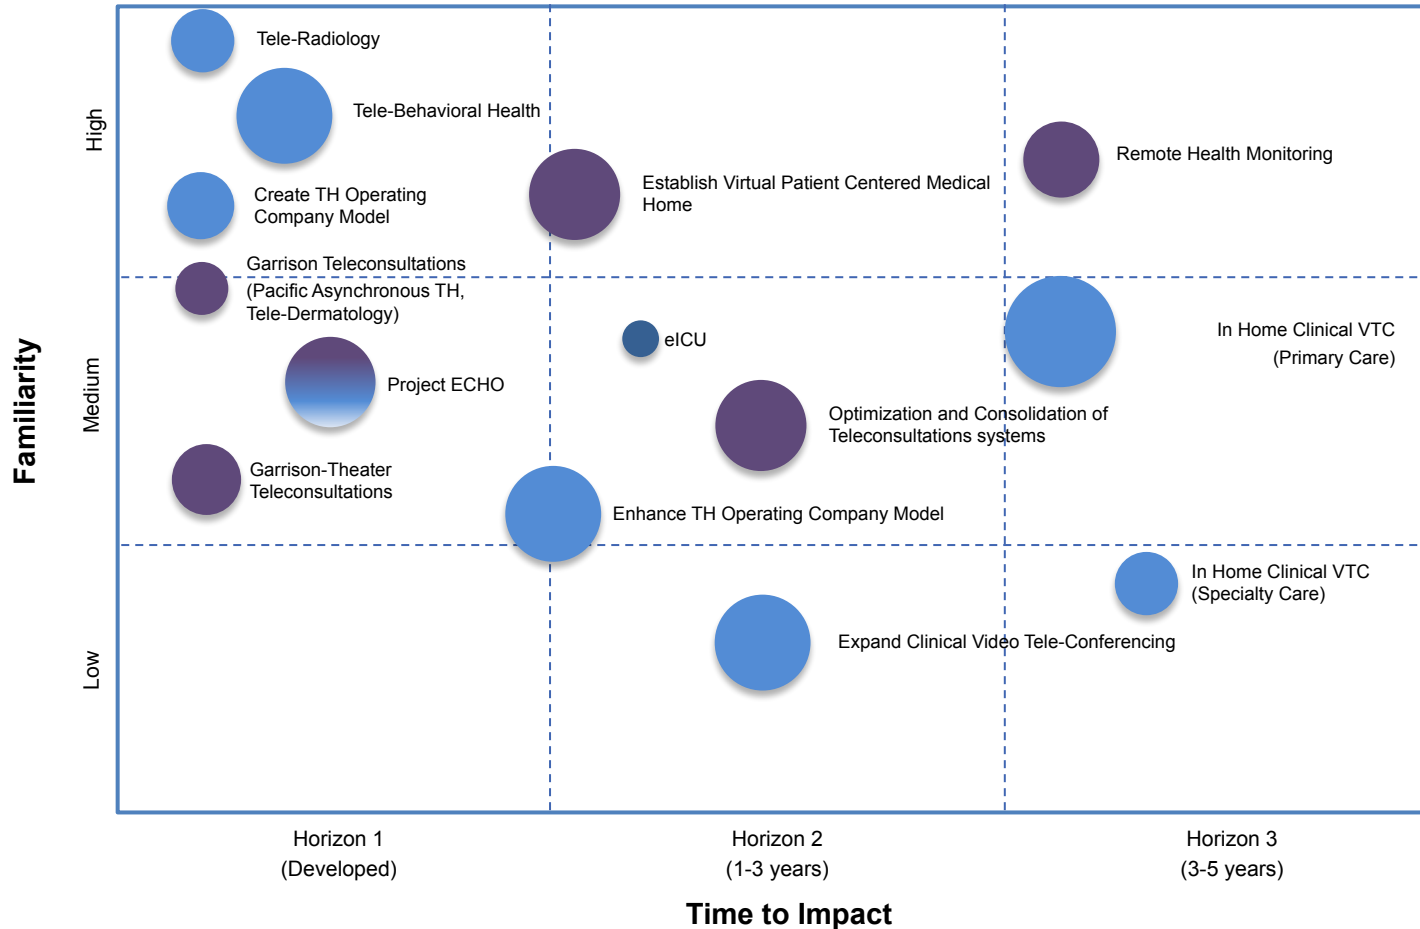 Tele-Radiology
Tele-Behavioral Health
High
Remote Health Monitoring
Establish Virtual Patient Centered Medical
Home
Create TH Operating
Company Model
Garrison Teleconsultations
(Pacific Asynchronous TH,
Tele-Dermatology)
eICU
In Home Clinical VTC
(Primary Care)
Familiarity
Medium
Project ECHO
Optimization and Consolidation of
Teleconsultations systems
Garrison-Theater
Teleconsultations
Enhance TH Operating Company Model
In Home Clinical VTC
(Specialty Care)
Low
Expand Clinical Video Tele-Conferencing
Horizon 1
(Developed)
Horizon 2
(1-3 years)
Horizon 3
(3-5 years)
Time to Impact